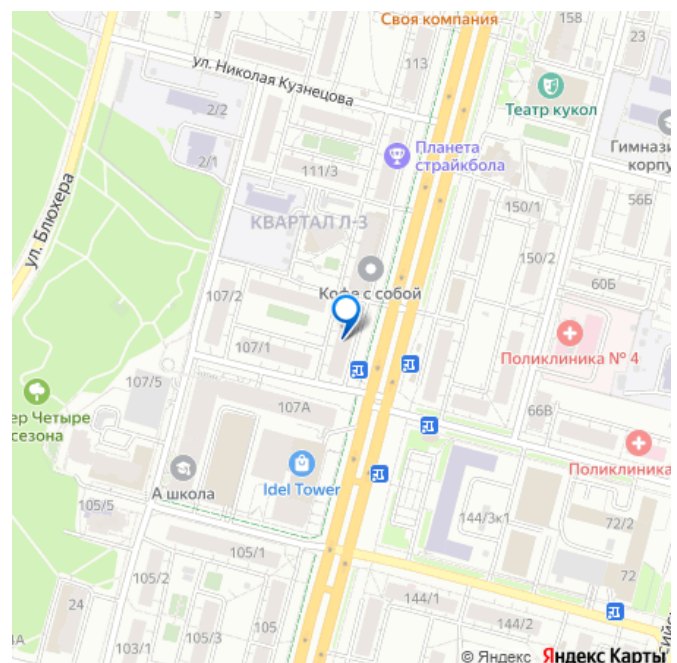 Своя компания
158
23
113
ул. Николая Кузнецова
2/2
Театр кукол
2/1
Планета
страйкбола
Гимнази
корпу
111/3
56Б
150/1
КВАРТАЛ Л-3
ул. Блюхера
150/2
Кофе с собой
60Б
107/2
107/1
Поликлиника № 4
107/5
107А
66В
ер Четыре
сезона
Поликлиника
А школа
Idel Tower
105/5
144/3к1
72/2
105/1
105/2
72
24
144/1
4А
105
144/2
103/1
105/3
сийс
© Яндекс Яндекс Карты